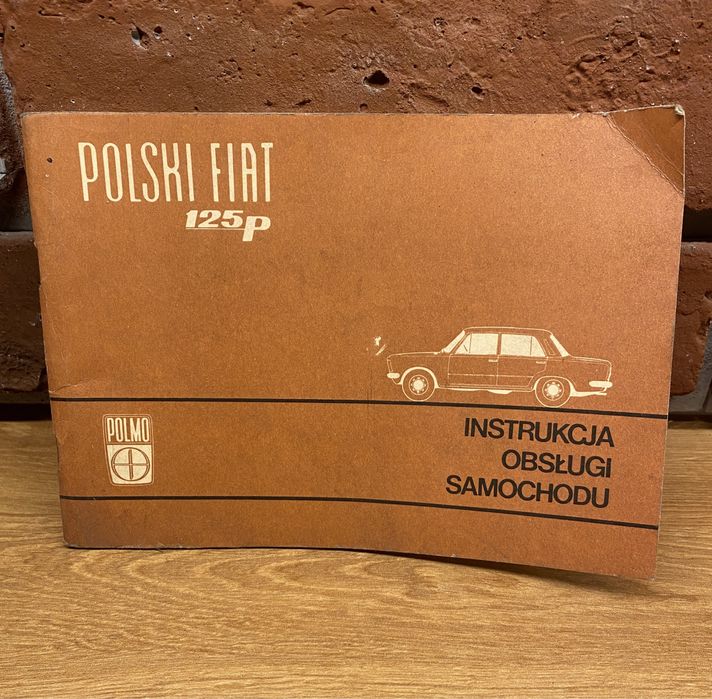 POLSKI FIAT
125p
INSTRUKCJA
OBSŁUGI
SAMOCHODU
POLMO